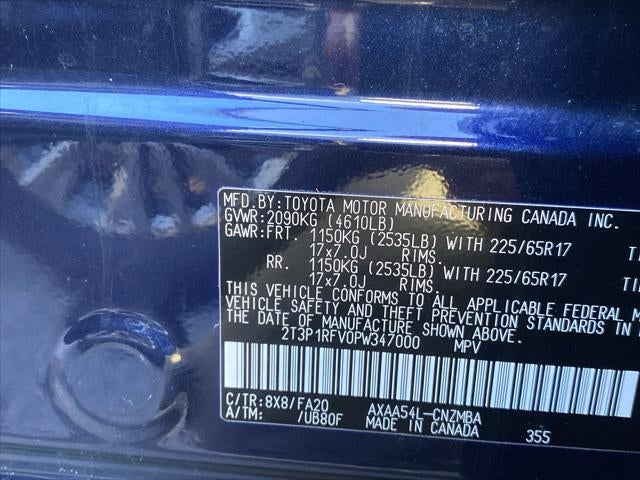 MFD.BY:TOYOTA MOTOR MANUFACTURING CANADA INC.
GVWR:2090KG (4610LB)
GAWR:FRT. 1150KG (2535LB) WITH 225/65R17
17x7.0J RIMS.
RR. 1150KG (2535LB) WITH 225/65R17
17x7.0J RIMS.
THIS VEHICLE CONFORMS TO ALL APPLICABLE FEDERAL
VEHICLE SAFETY AND THEFT PREVENTION STANDARDS IN
THE DATE OF MANUFACTURE SHOWN ABOVE.
2T3P1RFV0PW347000 MPV
C/TR:8X8/FA20 AXAA54L-CNZMBA
A/TM: /UB80F MADE IN CANADA 355